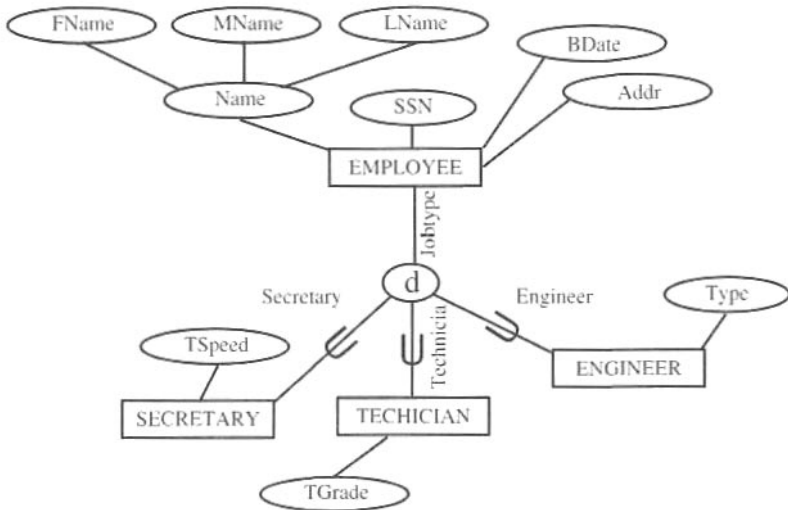 FName
MName
LName
BDate
Name
SSN
Addr
EMPLOYEE
Jobtype
d
Secretary
Engineer
Type
TSpeed
Technicia
ENGINEER
SECRETARY
TECHICIAN
TGrade